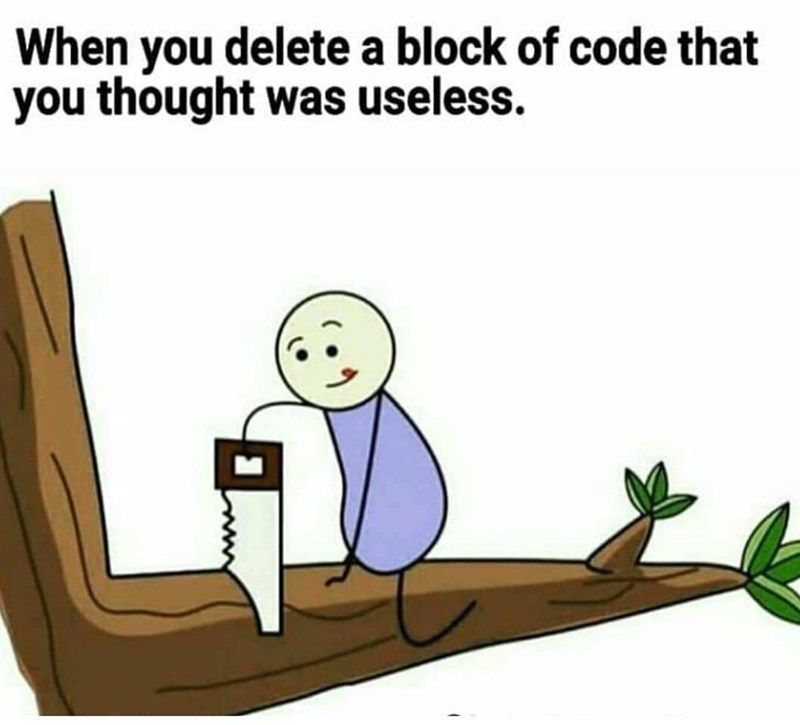 When you delete a block of code that
you thought was useless.